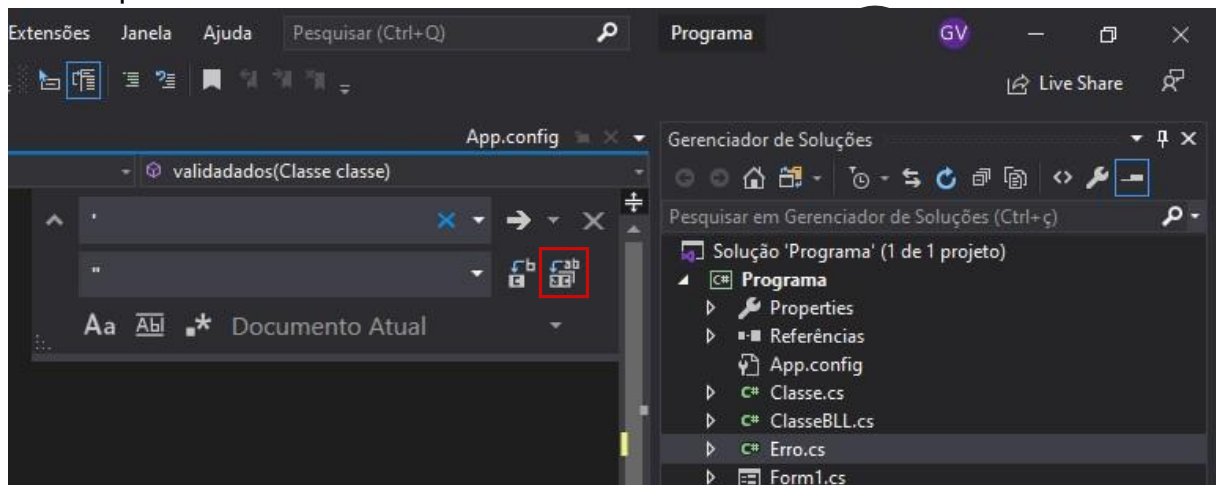 Extensões Janela Ajuda Pesquisar (Ctrl+Q) Programa GV
Live Share
App.config
validadados(Classe classe)
'
"
Aa Abl .* Documento Atual
Gerenciador de Soluções
Pesquisar em Gerenciador de Soluções (Ctrl+ç)
Solução 'Programa' (1 de 1 projeto)
C# Programa
Properties
Referências
App.config
C# Classe.cs
C# ClasseBLL.cs
C# Erro.cs
Form1.cs